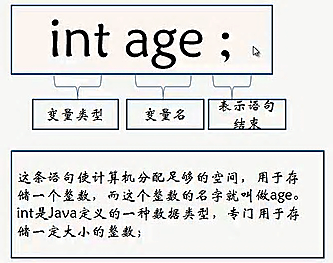 int age ;
变量类型 变量名 表示语句
结束
这条语句使计算机分配足够的空间，用于存
储一个整数，而这个整数的名字就叫做age。
int是Java定义的一种数据类型，专门用于存
储一定大小的整数；